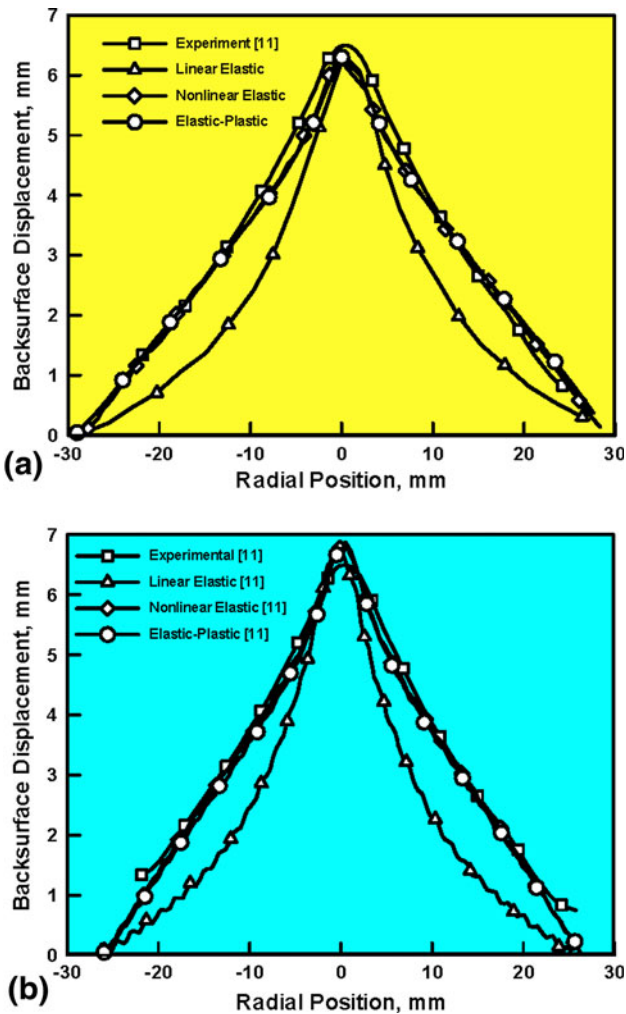 7
6
5
4
3
2
1
0
Backsurface Displacement, mm
Experiment [11]
Linear Elastic
Nonlinear Elastic
Elastic-Plastic
-30 -20 -10 0 10 20 30
Radial Position, mm
(a)
7
6
5
4
3
2
1
0
Backsurface Displacement, mm
Experimental [11]
Linear Elastic [11]
Nonlinear Elastic [11]
Elastic-Plastic [11]
-30 -20 -10 0 10 20 30
Radial Position, mm
(b)